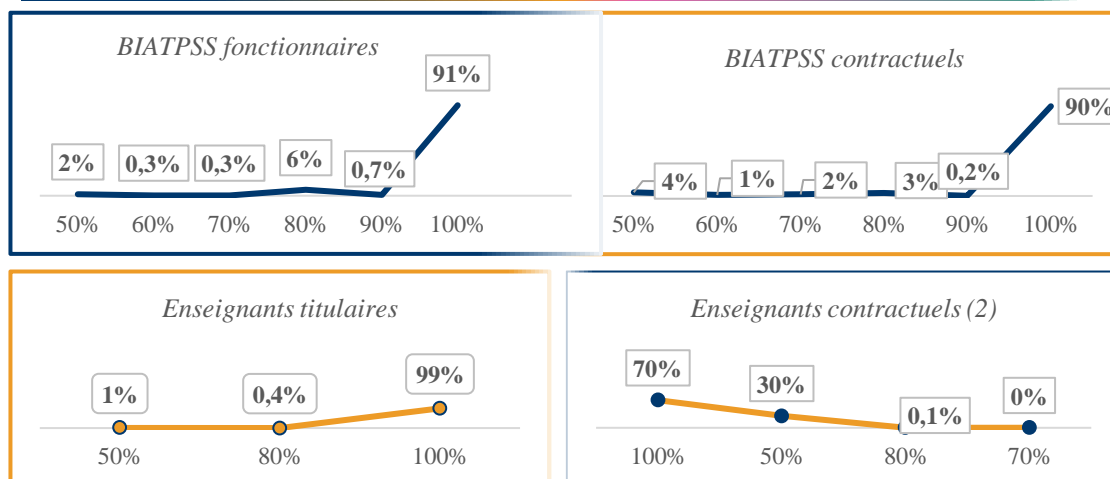 BIATPSS fonctionnaires
2% 0,3% 0,3% 6% 0,7% 91%
50% 60% 70% 80% 90% 100%
BIATPSS contractuels
4% 1% 2% 3% 0,2% 90%
50% 60% 70% 80% 90% 100%
Enseignants titulaires
1% 0,4% 99%
50% 80% 100%
Enseignants contractuels (2)
70% 30% 0,1% 0%
100% 50% 80% 70%